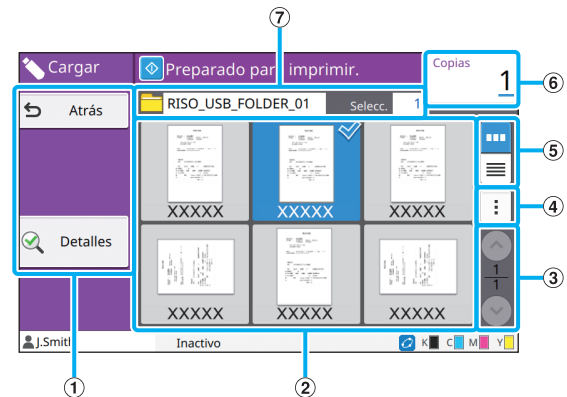 7
Cargar
Preparado para imprimir.
Copias
1
6
Atrás
RISO_USB_FOLDER_01
Selecc.
1
5
XXXXX
XXXXX
XXXXX
4
Detalles
1
1
3
XXXXX
XXXXX
XXXXX
J.Smith
Inactivo
K
C
M
Y
1
2